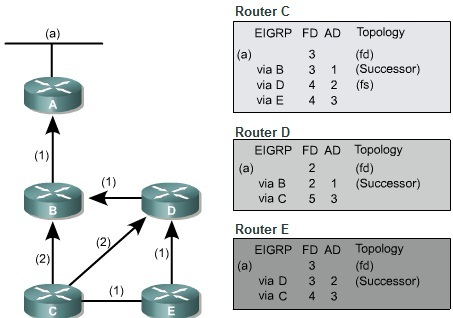 (a)
A
(1)
(1)
B
D
(2)
(2)
(1)
(1)
C
E
Router C
EIGRP FD AD Topology
(a) 3 (fd)
via B 3 1 (Successor)
via D 4 2 (fs)
via E 4 3
Router D
EIGRP FD AD Topology
(a) 2 (fd)
via B 2 1 (Successor)
via C 5 3
Router E
EIGRP FD AD Topology
(a) 3 (fd)
via D 3 2 (Successor)
via C 4 3